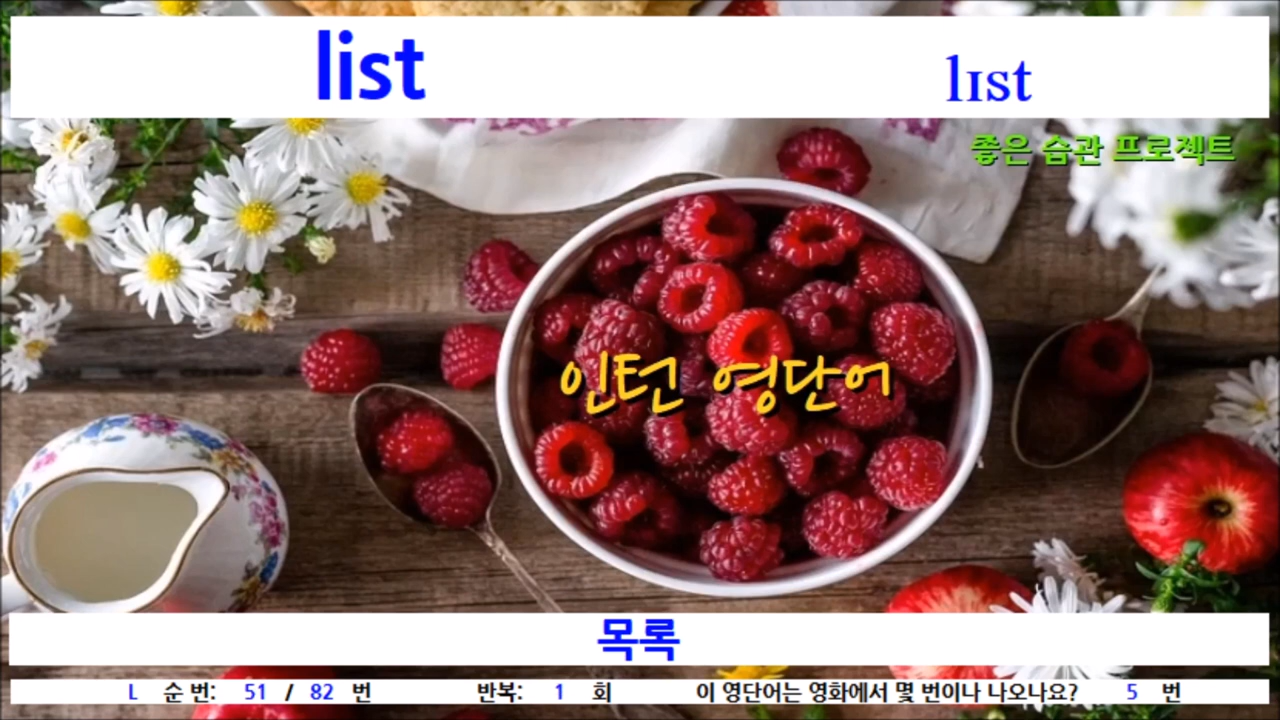 list lɪst
좋은 습관 프로젝트
인턴 영단어
목록
L 순 번: 51 / 82 번 반복: 1 회 이 영단어는 영화에서 몇 번이나 나오나요? 5 번